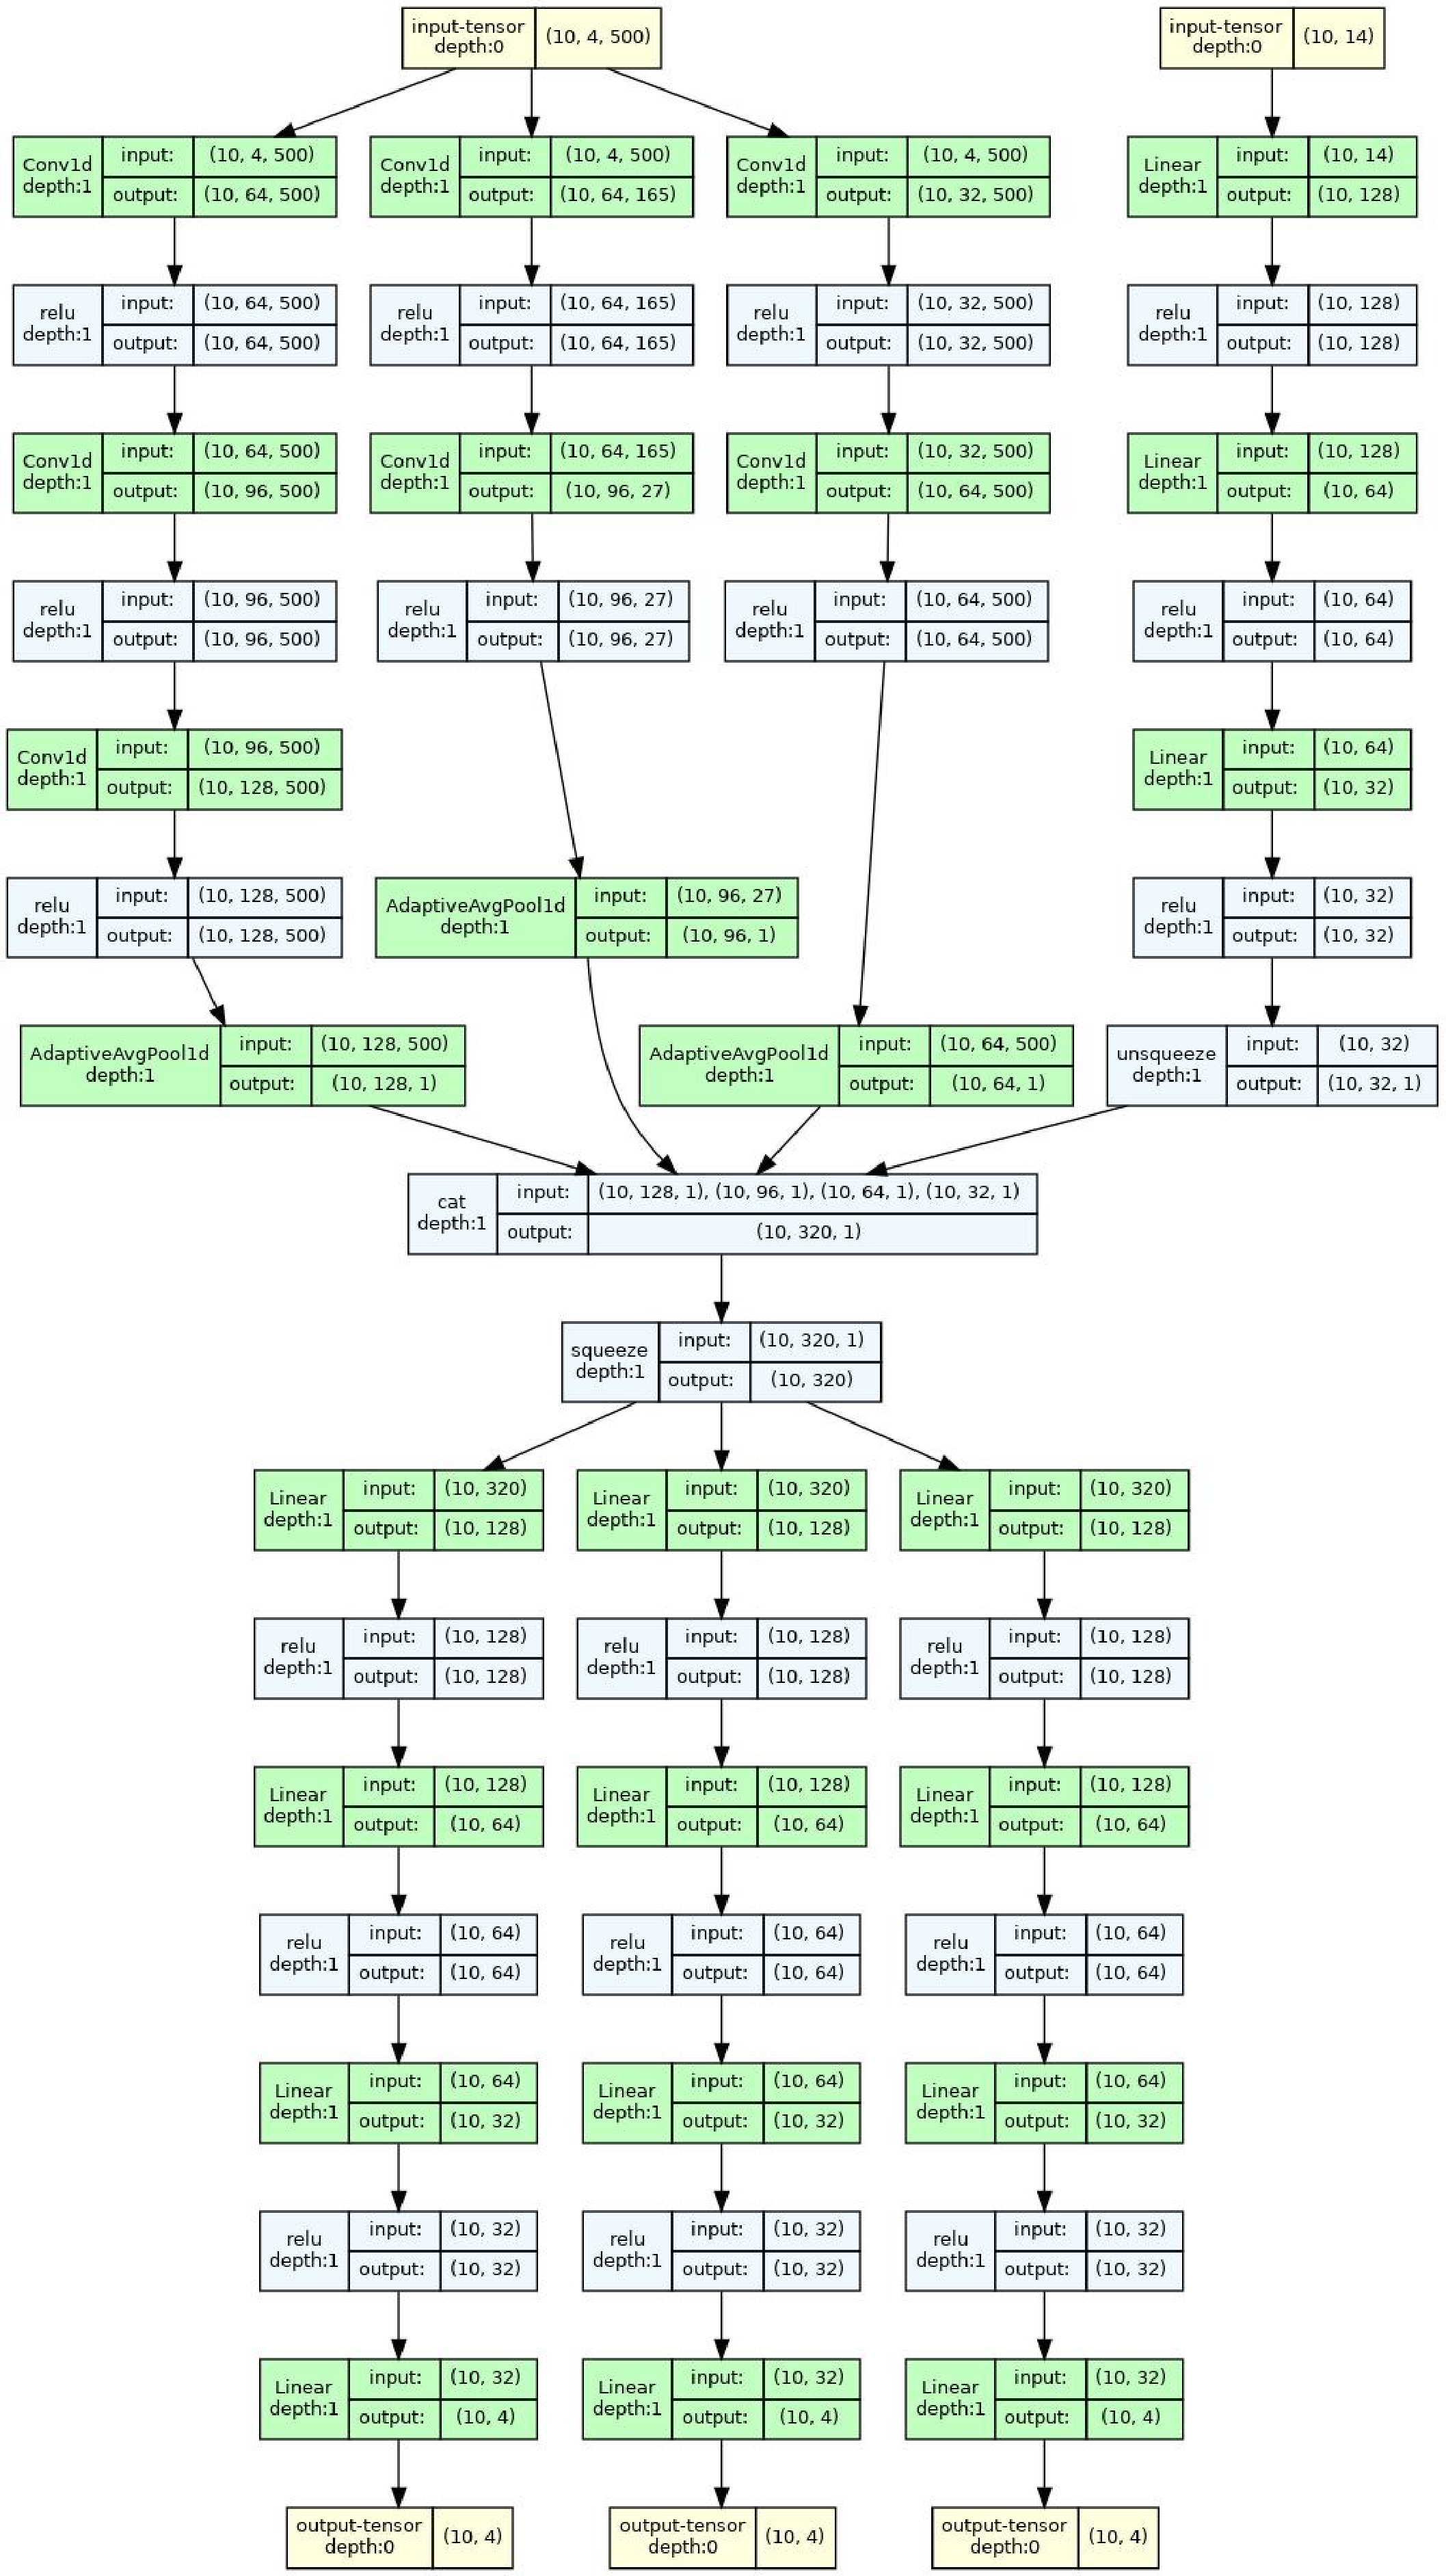 input-tensor
depth:0
(10, 4, 500)
input-tensor
depth:0
(10, 14)
Conv1d
depth:1
input:
(10, 4, 500)
output:
(10, 64, 500)
Conv1d
depth:1
input:
(10, 4, 500)
output:
(10, 64, 165)
Conv1d
depth:1
input:
(10, 4, 500)
output:
(10, 32, 500)
Linear
depth:1
input:
(10, 14)
output:
(10, 128)
relu
depth:1
input:
(10, 64, 500)
output:
(10, 64, 500)
relu
depth:1
input:
(10, 64, 165)
output:
(10, 64, 165)
relu
depth:1
input:
(10, 32, 500)
output:
(10, 32, 500)
relu
depth:1
input:
(10, 128)
output:
(10, 128)
Conv1d
depth:1
input:
(10, 64, 500)
output:
(10, 96, 500)
Conv1d
depth:1
input:
(10, 64, 165)
output:
(10, 96, 27)
Conv1d
depth:1
input:
(10, 32, 500)
output:
(10, 64, 500)
Linear
depth:1
input:
(10, 128)
output:
(10, 64)
relu
depth:1
input:
(10, 96, 500)
output:
(10, 96, 500)
relu
depth:1
input:
(10, 96, 27)
output:
(10, 96, 27)
relu
depth:1
input:
(10, 64, 500)
output:
(10, 64, 500)
relu
depth:1
input:
(10, 64)
output:
(10, 64)
Conv1d
depth:1
input:
(10, 96, 500)
output:
(10, 128, 500)
Linear
depth:1
input:
(10, 64)
output:
(10, 32)
relu
depth:1
input:
(10, 128, 500)
output:
(10, 128, 500)
AdaptiveAvgPool1d
depth:1
input:
(10, 96, 27)
output:
(10, 96, 1)
relu
depth:1
input:
(10, 32)
output:
(10, 32)
AdaptiveAvgPool1d
depth:1
input:
(10, 128, 500)
output:
(10, 128, 1)
AdaptiveAvgPool1d
depth:1
input:
(10, 64, 500)
output:
(10, 64, 1)
unsqueeze
depth:1
input:
(10, 32)
output:
(10, 32, 1)
cat
depth:1
input:
(10, 128, 1), (10, 96, 1), (10, 64, 1), (10, 32, 1)
output:
(10, 320, 1)
squeeze
depth:1
input:
(10, 320, 1)
output:
(10, 320)
Linear
depth:1
input:
(10, 320)
output:
(10, 128)
Linear
depth:1
input:
(10, 320)
output:
(10, 128)
Linear
depth:1
input:
(10, 320)
output:
(10, 128)
relu
depth:1
input:
(10, 128)
output:
(10, 128)
relu
depth:1
input:
(10, 128)
output:
(10, 128)
relu
depth:1
input:
(10, 128)
output:
(10, 128)
Linear
depth:1
input:
(10, 128)
output:
(10, 64)
Linear
depth:1
input:
(10, 128)
output:
(10, 64)
Linear
depth:1
input:
(10, 128)
output:
(10, 64)
relu
depth:1
input:
(10, 64)
output:
(10, 64)
relu
depth:1
input:
(10, 64)
output:
(10, 64)
relu
depth:1
input:
(10, 64)
output:
(10, 64)
Linear
depth:1
input:
(10, 64)
output:
(10, 32)
Linear
depth:1
input:
(10, 64)
output:
(10, 32)
Linear
depth:1
input:
(10, 64)
output:
(10, 32)
relu
depth:1
input:
(10, 32)
output:
(10, 32)
relu
depth:1
input:
(10, 32)
output:
(10, 32)
relu
depth:1
input:
(10, 32)
output:
(10, 32)
Linear
depth:1
input:
(10, 32)
output:
(10, 4)
Linear
depth:1
input:
(10, 32)
output:
(10, 4)
Linear
depth:1
input:
(10, 32)
output:
(10, 4)
output-tensor
depth:0
(10, 4)
output-tensor
depth:0
(10, 4)
output-tensor
depth:0
(10, 4)